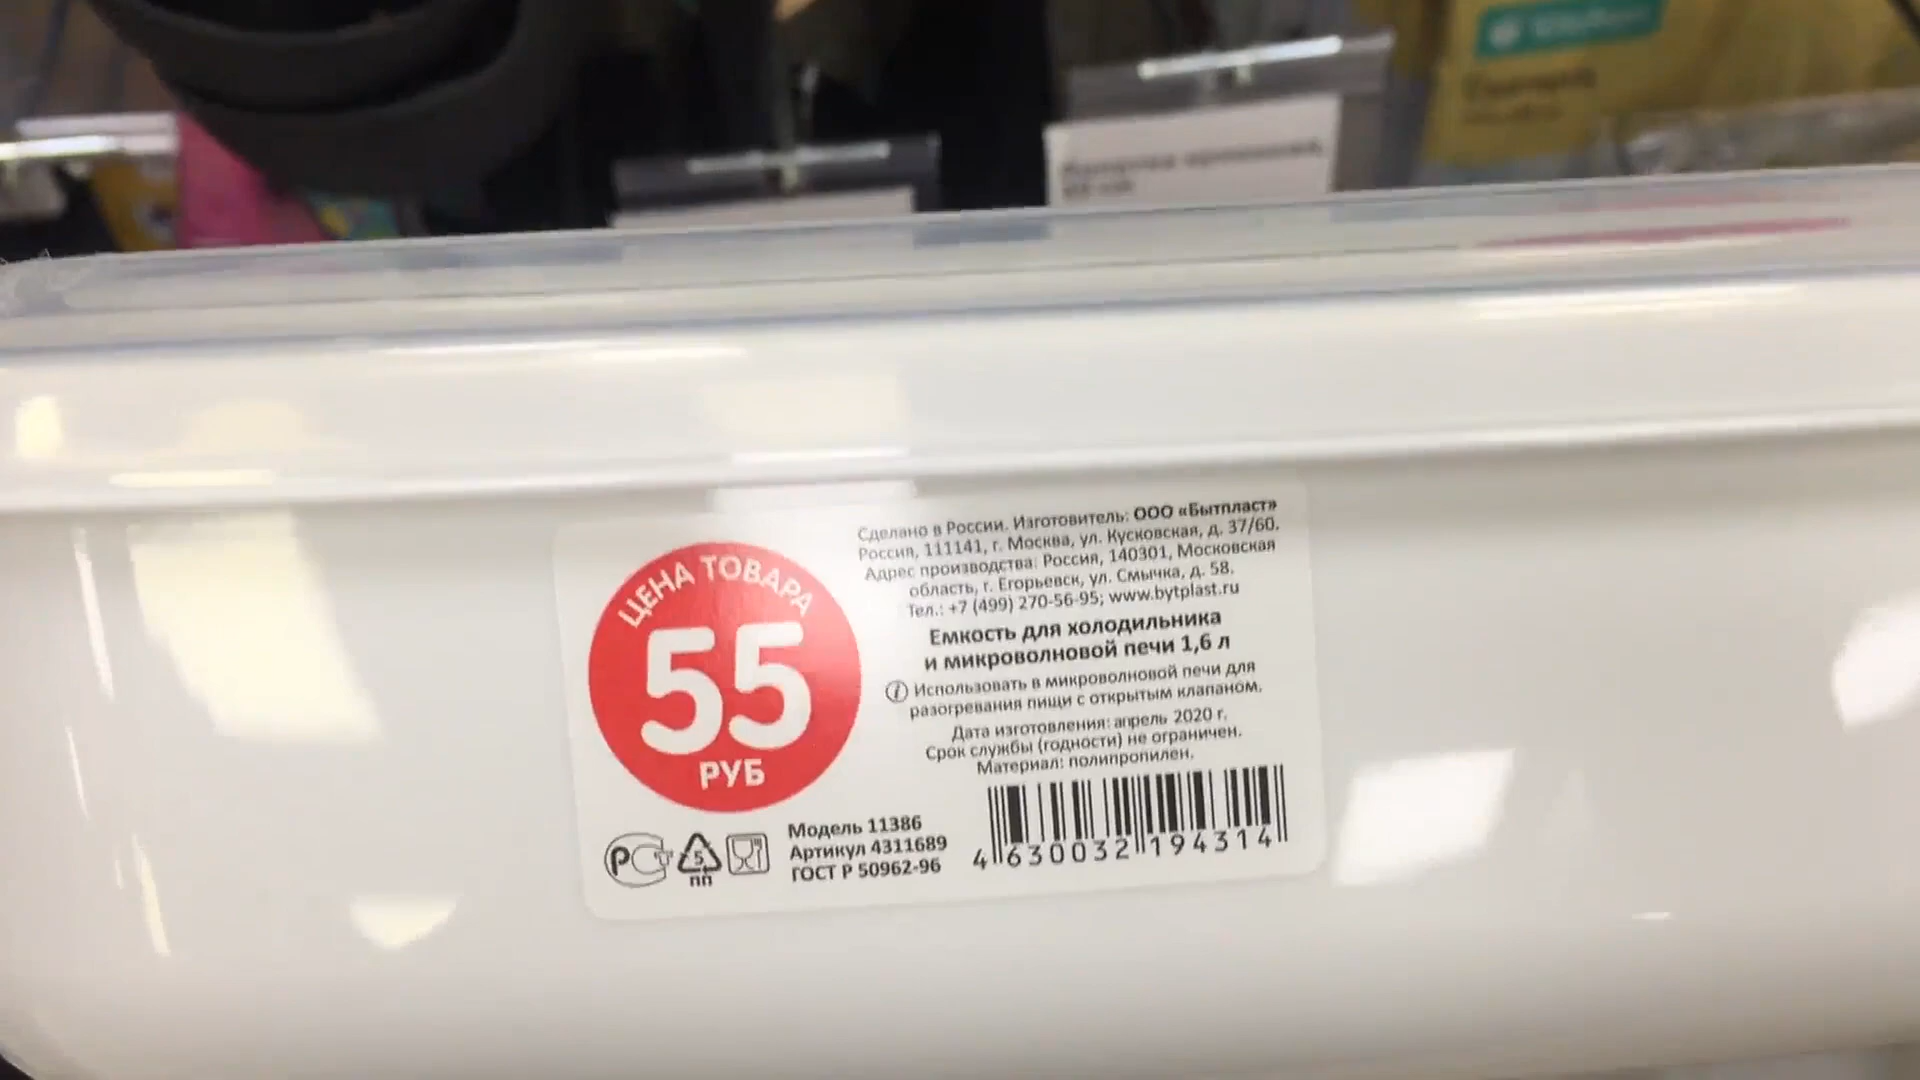 Сделано в России. Изготовитель: ООО «Бытпласт»
Россия, 111141, г. Москва, ул. Кусковская, д. 37/60.
Адрес производства: Россия, 140301, Московская
область, г. Егорьевск, ул. Смычка, д. 58.
Тел.: +7 (499) 270-56-95; www.bytplast.ru
Емкость для холодильника
и микроволновой печи 1,6 л
Использовать в микроволновой печи для
разогревания пищи с открытым клапаном.
Дата изготовления: апрель 2020 г.
Срок службы (годности) не ограничен.
Материал: полипропилен.
ЦЕНА ТОВАРА
55
РУБ
Модель 11386
Артикул 4311689
ГОСТ Р 50962-96
РСТ
5
ПП
4 630032 194314